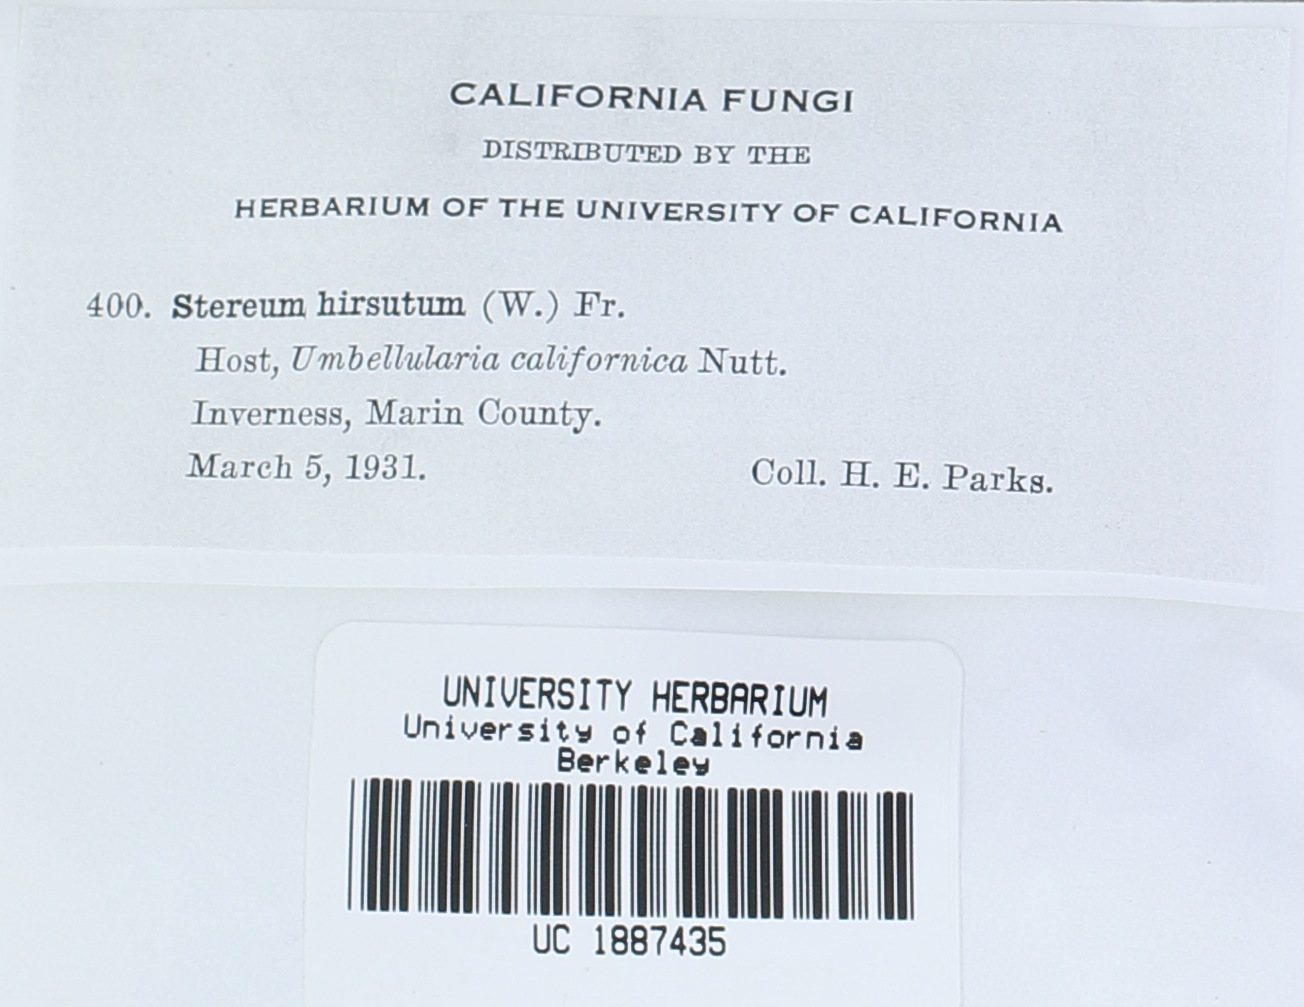 CALIFORNIA FUNGI
DISTRIBUTED BY THE
HERBARIUM OF THE UNIVERSITY OF CALIFORNIA
400. Stereum hirsutum (W.) Fr.
Host, Umbellularia californica Nutt.
Inverness, Marin County.
March 5, 1931. Coll. H. E. Parks.
UNIVERSITY HERBARIUM
University of California
Berkeley
UC 1887435